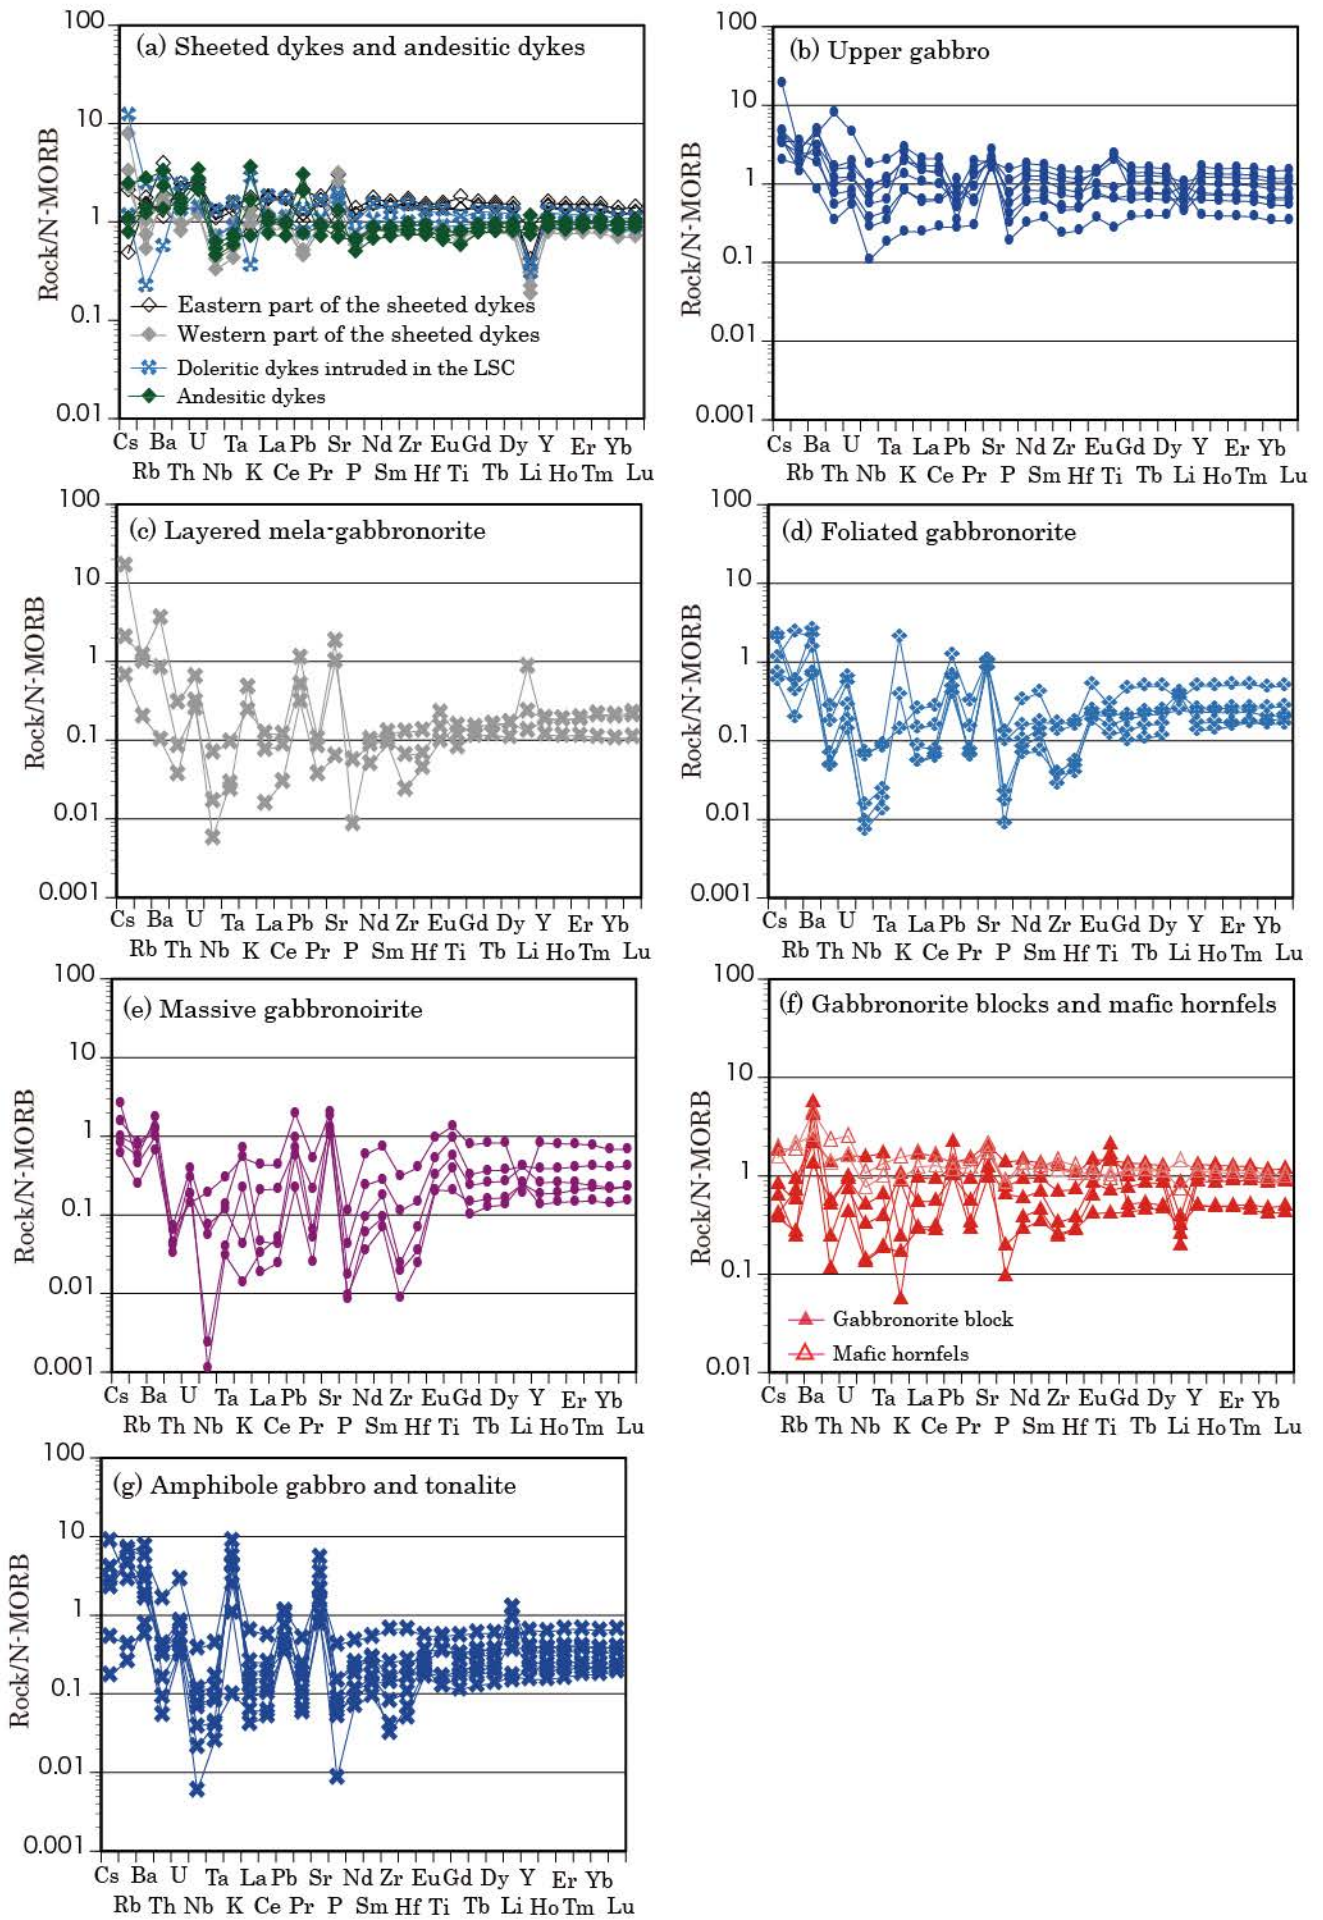 (a) Sheeted dykes and andesitic dykes
100
10
1
0.1
0.01
Rock/N-MORB
Eastern part of the sheeted dykes
Western part of the sheeted dykes
Doleritic dykes intruded in the LSC
Andesitic dykes
Cs Ba U Ta La Pb Sr Nd Zr Eu Gd Dy Y Er Yb
Rb Th Nb K Ce Pr P Sm Hf Ti Tb Li Ho Tm Lu
(b) Upper gabbro
100
10
1
0.1
0.01
0.001
Rock/N-MORB
Cs Ba U Ta La Pb Sr Nd Zr Eu Gd Dy Y Er Yb
Rb Th Nb K Ce Pr P Sm Hf Ti Tb Li Ho Tm Lu
(c) Layered mela-gabbronorite
100
10
1
0.1
0.01
0.001
Rock/N-MORB
Cs Ba U Ta La Pb Sr Nd Zr Eu Gd Dy Y Er Yb
Rb Th Nb K Ce Pr P Sm Hf Ti Tb Li Ho Tm Lu
(d) Foliated gabbronorite
100
10
1
0.1
0.01
0.001
Rock/N-MORB
Cs Ba U Ta La Pb Sr Nd Zr Eu Gd Dy Y Er Yb
Rb Th Nb K Ce Pr P Sm Hf Ti Tb Li Ho Tm Lu
(e) Massive gabbronoirite
100
10
1
0.1
0.01
0.001
Rock/N-MORB
Cs Ba U Ta La Pb Sr Nd Zr Eu Gd Dy Y Er Yb
Rb Th Nb K Ce Pr P Sm Hf Ti Tb Li Ho Tm Lu
(f) Gabbronorite blocks and mafic hornfels
100
10
1
0.1
0.01
Rock/N-MORB
Gabbronorite block
Mafic hornfels
Cs Ba U Ta La Pb Sr Nd Zr Eu Gd Dy Y Er Yb
Rb Th Nb K Ce Pr P Sm Hf Ti Tb Li Ho Tm Lu
(g) Amphibole gabbro and tonalite
100
10
1
0.1
0.01
0.001
Rock/N-MORB
Cs Ba U Ta La Pb Sr Nd Zr Eu Gd Dy Y Er Yb
Rb Th Nb K Ce Pr P Sm Hf Ti Tb Li Ho Tm Lu